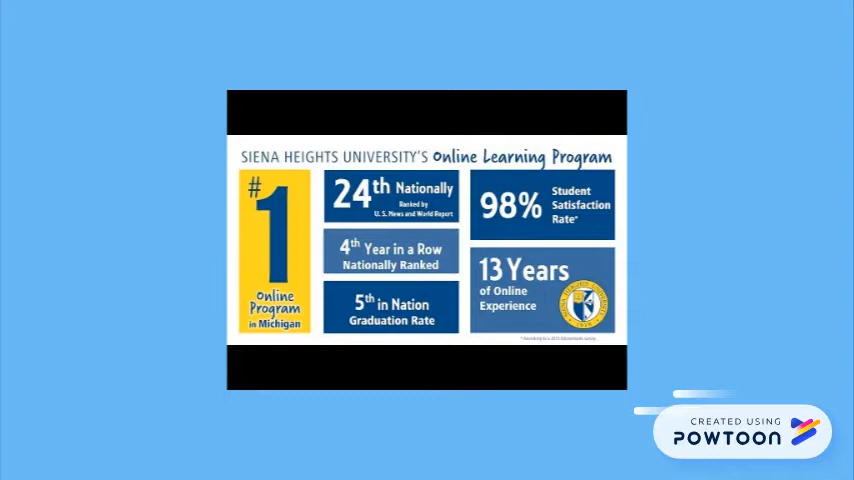 SIENA HEIGHTS UNIVERSITY'S Online Learning Program
#1
Online
Program
in Michigan
24th Nationally
Ranked by
U. S. News and World Report
4th Year in a Row
Nationally Ranked
5th in Nation
Graduation Rate
98% Student
Satisfaction
Rate*
13 Years
of Online
Experience
CREATED USING
POWTOON